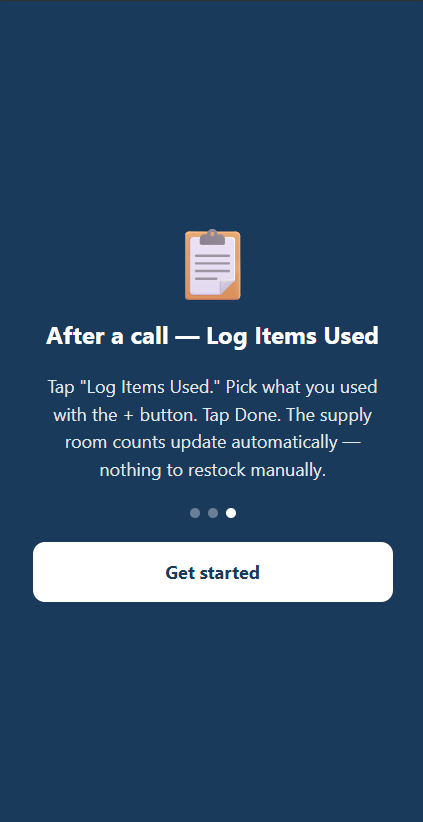 After a call — Log Items Used
Tap "Log Items Used." Pick what you used
with the + button. Tap Done. The supply
room counts update automatically —
nothing to restock manually.
Get started